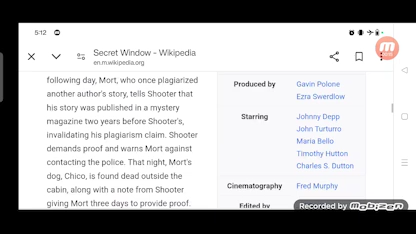 5:12
Secret Window - Wikipedia
en.m.wikipedia.org
following day, Mort, who once plagiarized
another author's story, tells Shooter that
his story was published in a mystery
magazine two years before Shooter's,
invalidating his plagiarism claim. Shooter
demands proof and warns Mort against
contacting the police. That night, Mort's
dog, Chico, is found dead outside the
cabin, along with a note from Shooter
giving Mort three days to provide proof.
Produced by Gavin Polone
Ezra Swerdlow
Starring Johnny Depp
John Turturro
Maria Bello
Timothy Hutton
Charles S. Dutton
Cinematography Fred Murphy
Edited by
Recorded by mobizen